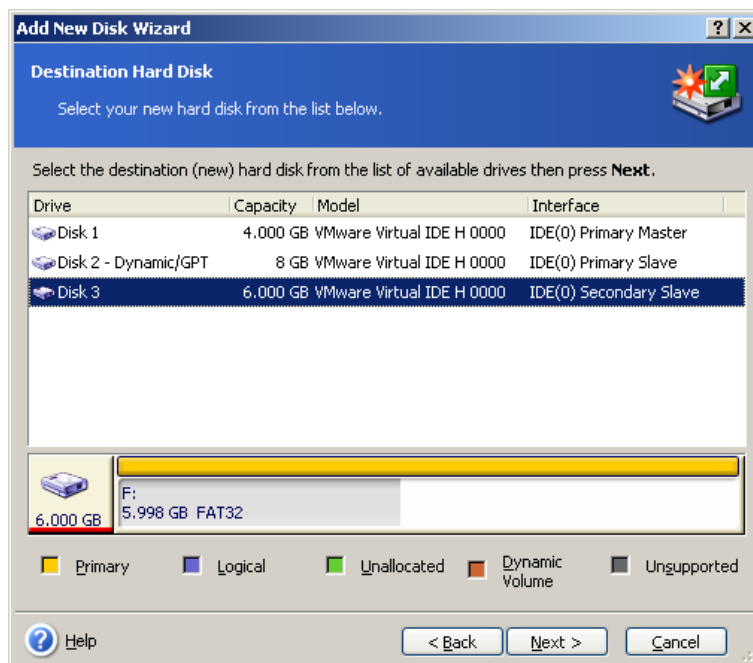 Add New Disk Wizard
Destination Hard Disk
Select your new hard disk from the list below.
Select the destination (new) hard disk from the list of available drives then press Next.
Drive Capacity Model Interface
Disk 1 4.000 GB VMware Virtual IDE H 0000 IDE(0) Primary Master
Disk 2 - Dynamic/GPT 8 GB VMware Virtual IDE H 0000 IDE(0) Primary Slave
Disk 3 6.000 GB VMware Virtual IDE H 0000 IDE(0) Secondary Slave
F:
6.000 GB 5.998 GB FAT32
Primary Logical Unallocated Dynamic Volume Unsupported
Help < Back Next > Cancel